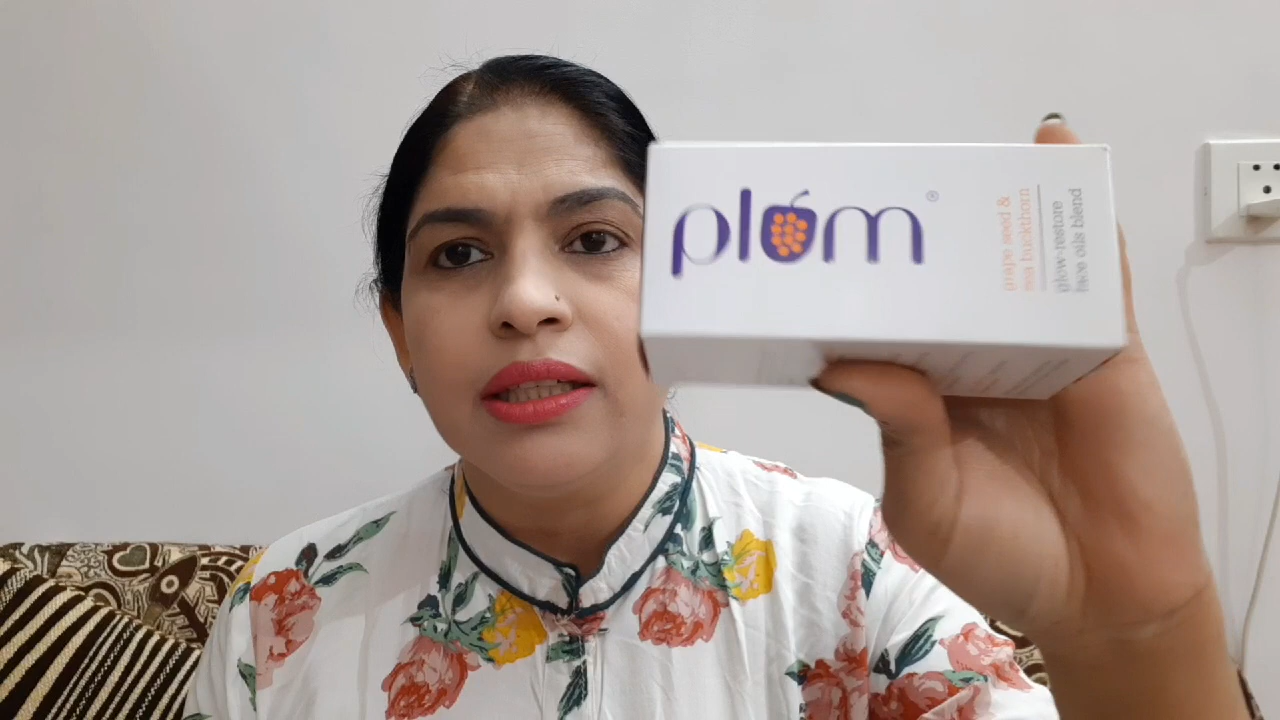 plum®
grape seed &
sea buckthorn
glow-restore
face oils blend